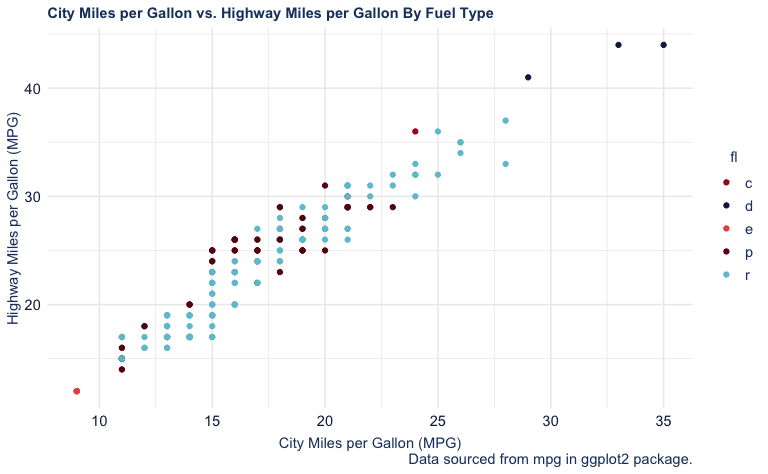 City Miles per Gallon vs. Highway Miles per Gallon By Fuel Type
Highway Miles per Gallon (MPG)
40
30
20
10
15
20
25
30
35
City Miles per Gallon (MPG)
Data sourced from mpg in ggplot2 package.
fl
c
d
e
p
r